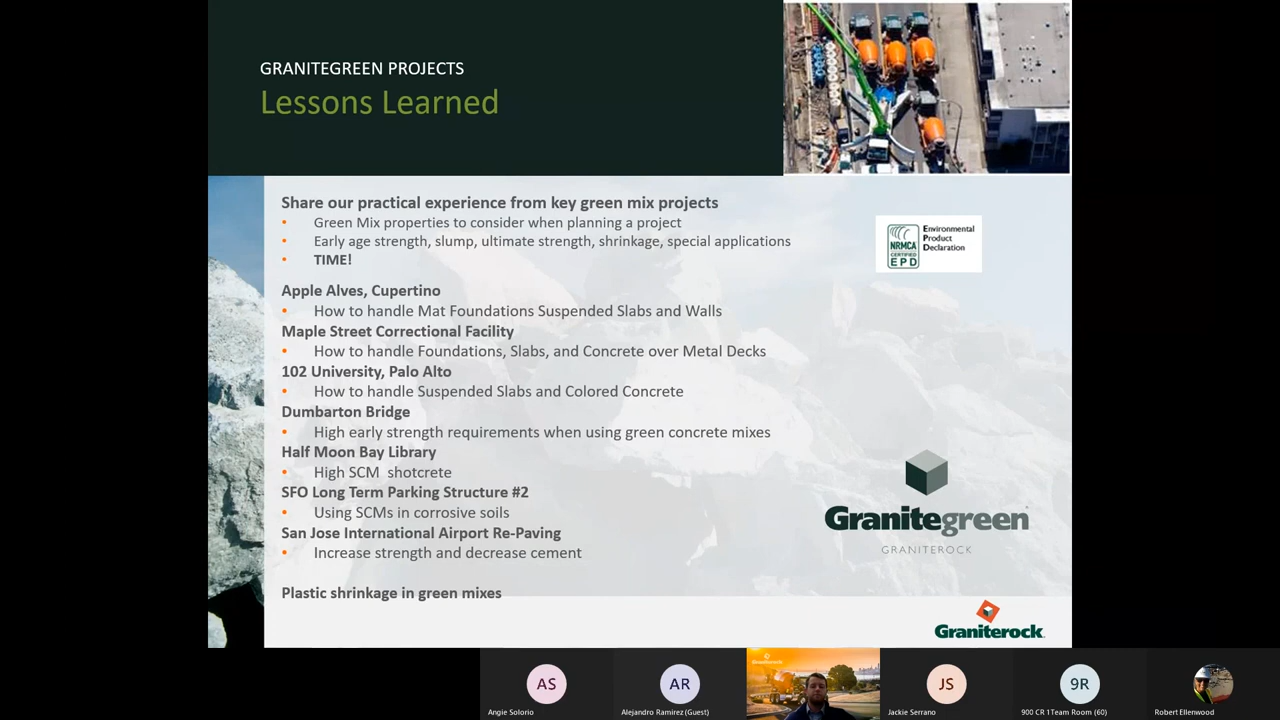 GRANITEGREEN PROJECTS
Lessons Learned
Share our practical experience from key green mix projects
• Green Mix properties to consider when planning a project
• Early age strength, slump, ultimate strength, shrinkage, special applications
• TIME!
Apple Alves, Cupertino
• How to handle Mat Foundations Suspended Slabs and Walls
Maple Street Correctional Facility
• How to handle Foundations, Slabs, and Concrete over Metal Decks
102 University, Palo Alto
• How to handle Suspended Slabs and Colored Concrete
Dumbarton Bridge
• High early strength requirements when using green concrete mixes
Half Moon Bay Library
• High SCM shotcrete
SFO Long Term Parking Structure #2
• Using SCMs in corrosive soils
San Jose International Airport Re-Paving
• Increase strength and decrease cement
Plastic shrinkage in green mixes
NRMCA
CERTIFIED
EPD
Environmental
Product
Declaration
Granitegreen
GRANITEROCK
Graniterock
AS
Angie Solorio
AR
Alejandro Ramirez (Guest)
Graniterock
JS
Jackie Serrano
9R
900 CR 1Team Room (60)
Robert Ellenwood